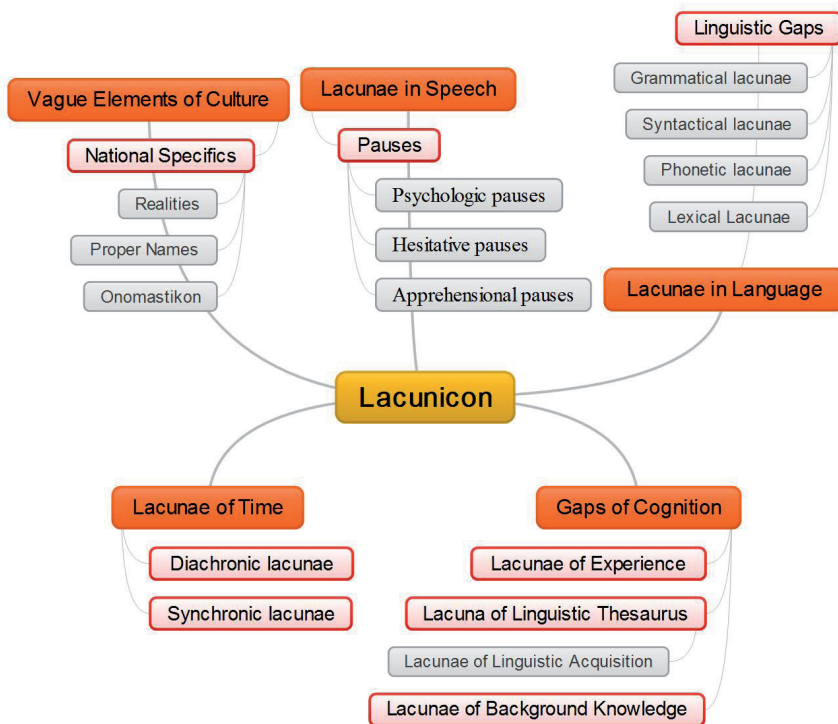 Vague Elements of Culture
National Specifics
Realities
Proper Names
Onomastikon
Lacunae in Speech
Pauses
Psychologic pauses
Hesitative pauses
Apprehensional pauses
Linguistic Gaps
Grammatical lacunae
Syntactical lacunae
Phonetic lacunae
Lexical Lacunae
Lacunae in Language
Lacunicon
Lacunae of Time
Diachronic lacunae
Synchronic lacunae
Gaps of Cognition
Lacunae of Experience
Lacuna of Linguistic Thesaurus
Lacunae of Linguistic Acquisition
Lacunae of Background Knowledge